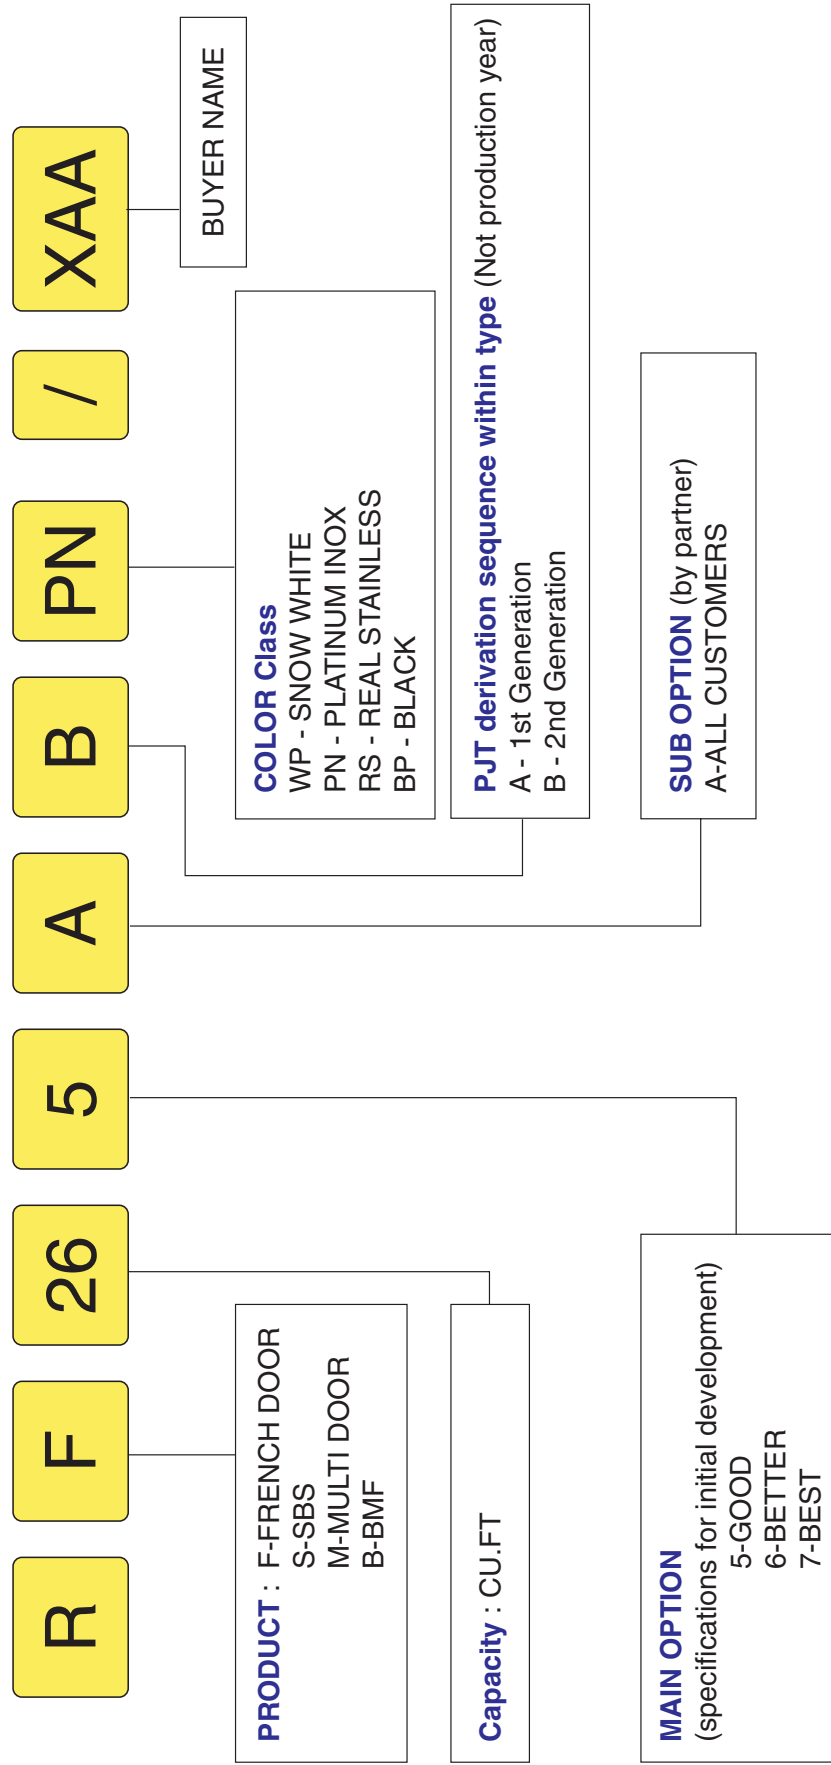 R F 26 5 A B PN / XAA
BUYER NAME
PRODUCT : F-FRENCH DOOR
S-SBS
M-MULTI DOOR
B-BMF
COLOR Class
WP - SNOW WHITE
PN - PLATINUM INOX
RS - REAL STAINLESS
BP - BLACK
Capacity : CU.FT
PJT derivation sequence within type (Not production year)
A - 1st Generation
B - 2nd Generation
MAIN OPTION
(specifications for initial development)
5-GOOD
6-BETTER
7-BEST
SUB OPTION (by partner)
A-ALL CUSTOMERS